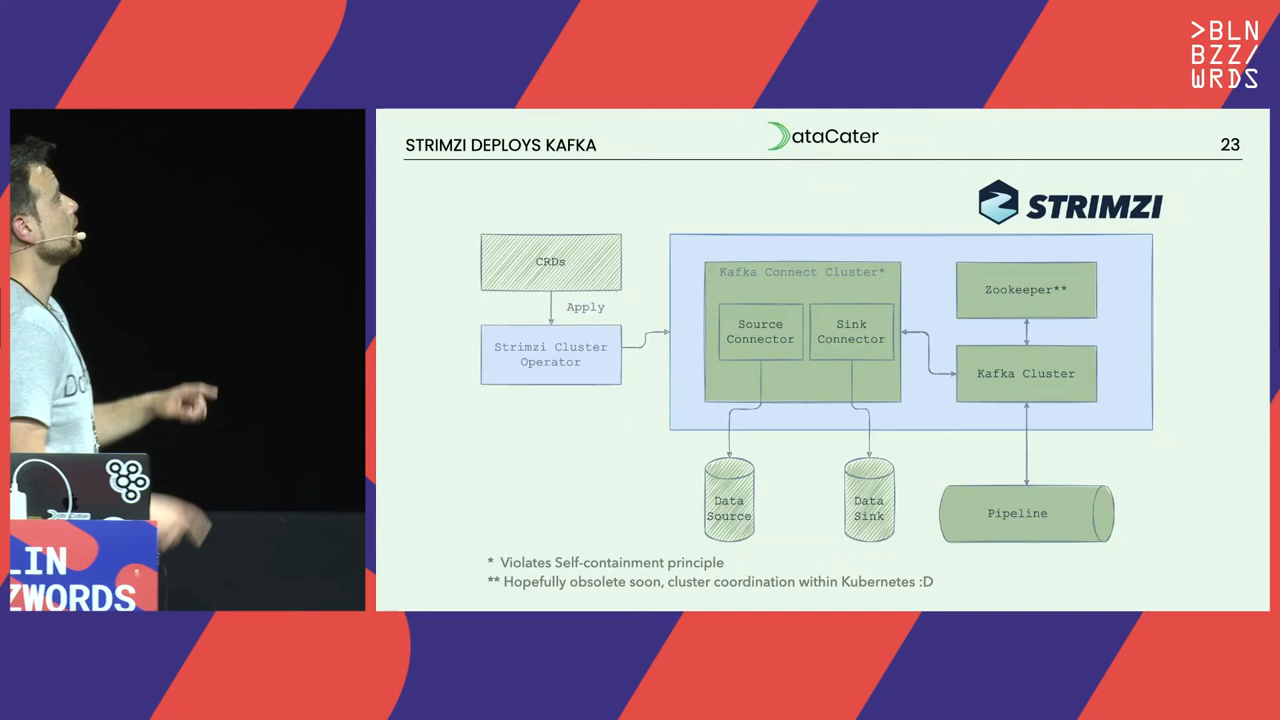 >BLN
BZZ/
WRDS
STRIMZI DEPLOYS KAFKA
DataCater
23
STRIMZI
CRDs
Apply
Strimzi Cluster
Operator
Kafka Connect Cluster*
Source
Connector
Sink
Connector
Zookeeper**
Kafka Cluster
Data
Source
Data
Sink
Pipeline
* Violates Self-containment principle
** Hopefully obsolete soon, cluster coordination within Kubernetes :D
LIN
ZWORDS